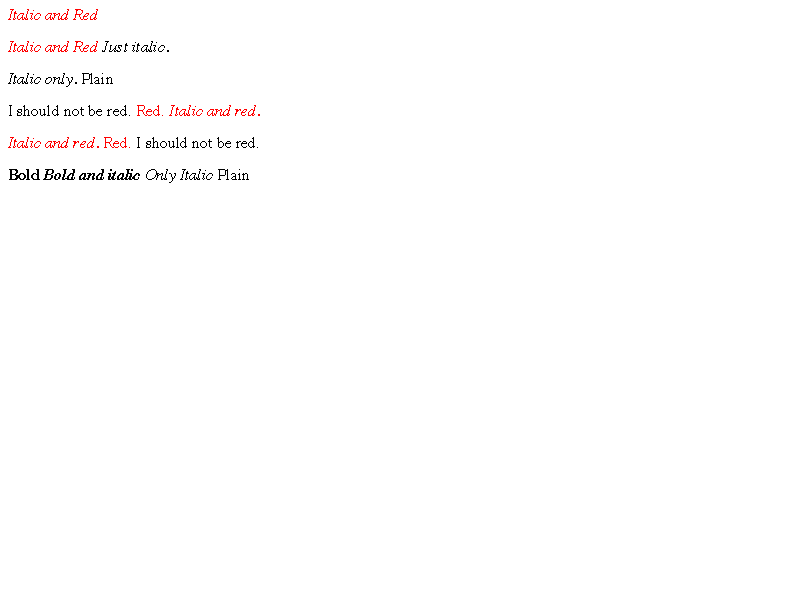 Italic and Red
Italic and Red Just italic.
Italic only. Plain
I should not be red. Red. Italic and red.
Italic and red. Red. I should not be red.
Bold Bold and italic Only Italic Plain